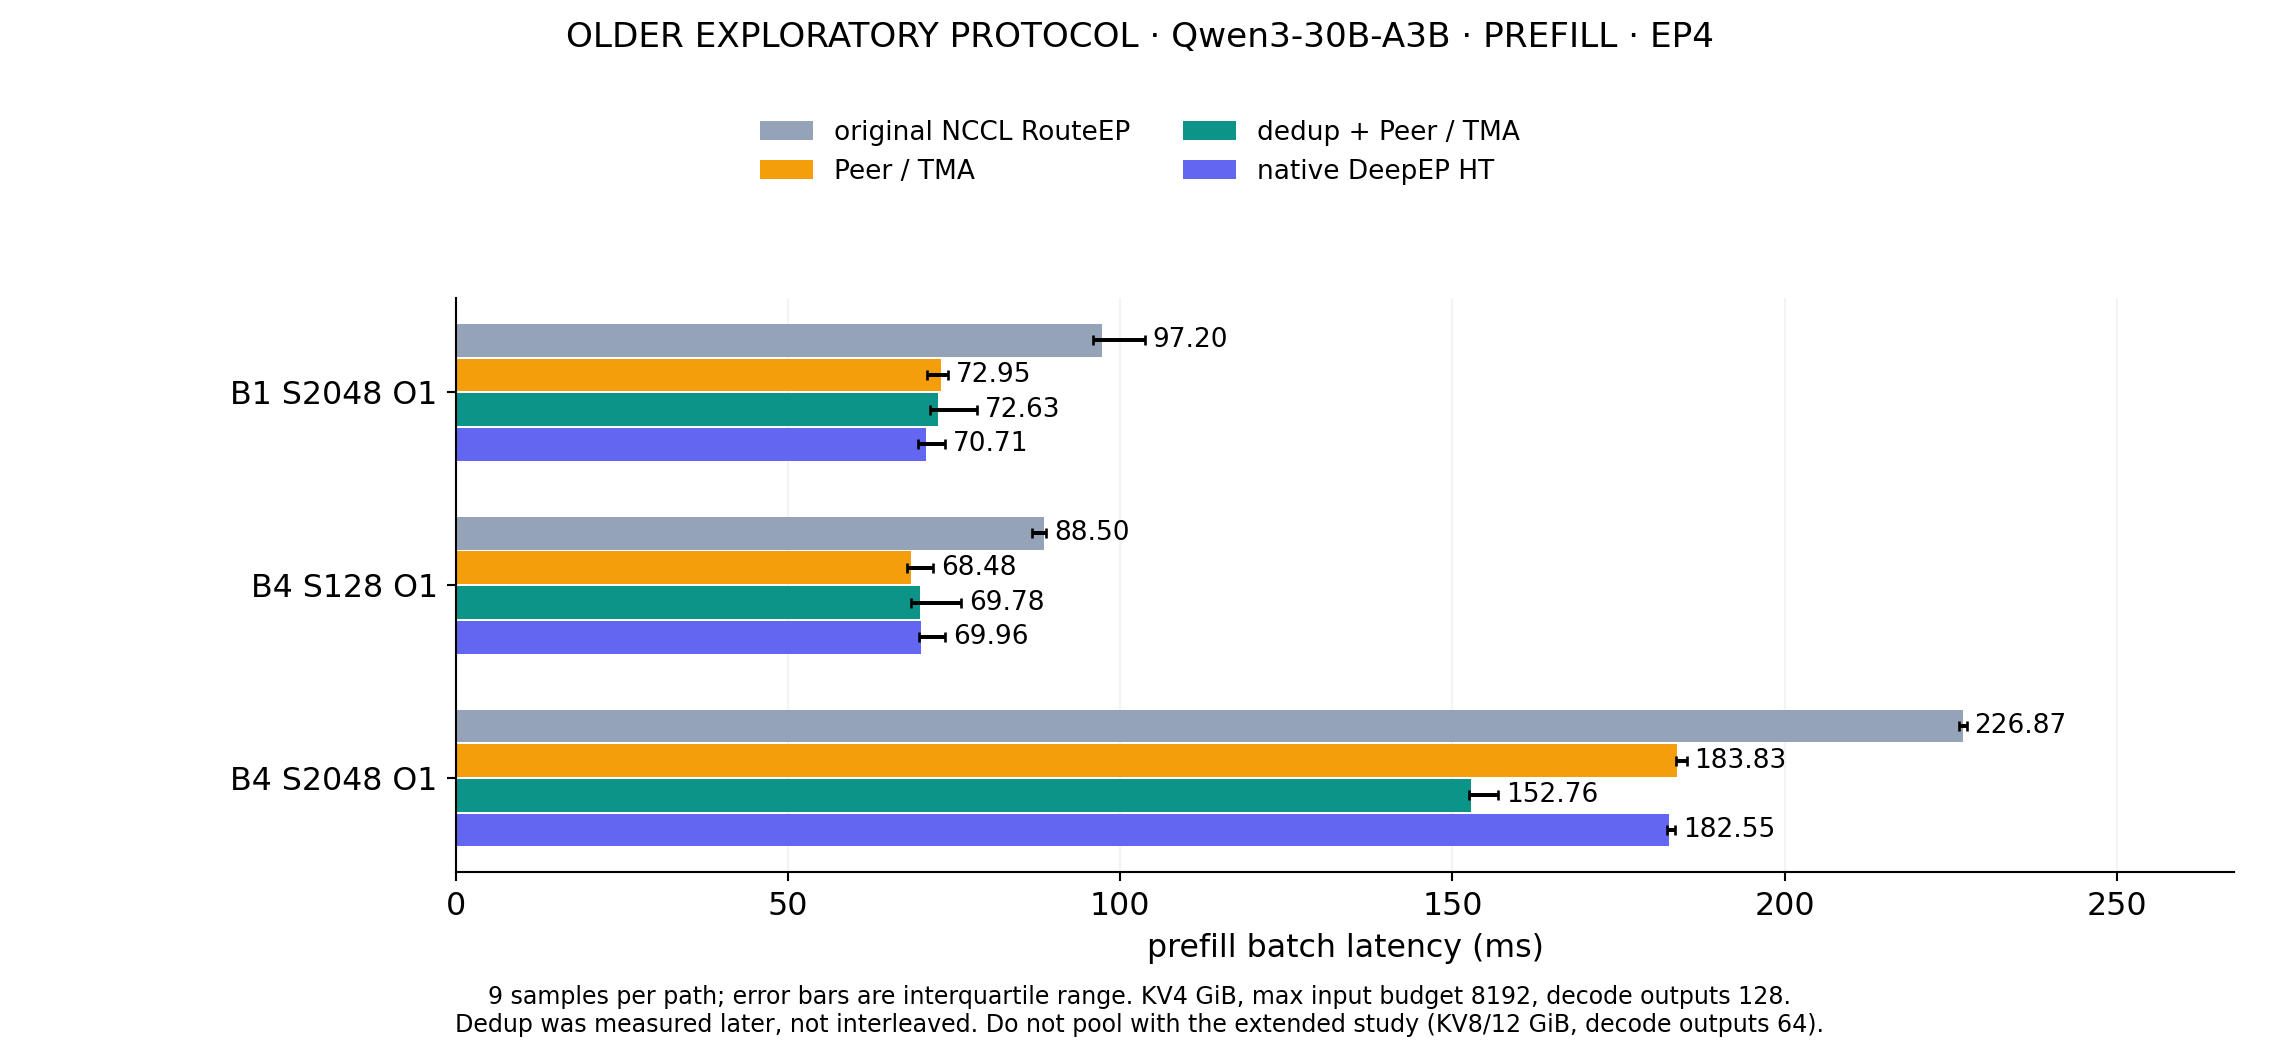 OLDER EXPLORATORY PROTOCOL · Qwen3-30B-A3B · PREFILL · EP4
original NCCL RouteEP
Peer / TMA
dedup + Peer / TMA
native DeepEP HT
B1 S2048 O1
97.20
72.95
72.63
70.71
B4 S128 O1
88.50
68.48
69.78
69.96
B4 S2048 O1
226.87
183.83
152.76
182.55
0 50 100 150 200 250
prefill batch latency (ms)
9 samples per path; error bars are interquartile range. KV4 GiB, max input budget 8192, decode outputs 128.
Dedup was measured later, not interleaved. Do not pool with the extended study (KV8/12 GiB, decode outputs 64).